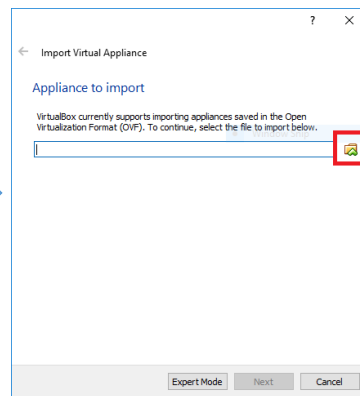 ?
Import Virtual Appliance
Appliance to import
VirtualBox currently supports importing appliances saved in the Open
Virtualization Format (OVF). To continue, select the file to import below.
Expert Mode Next Cancel